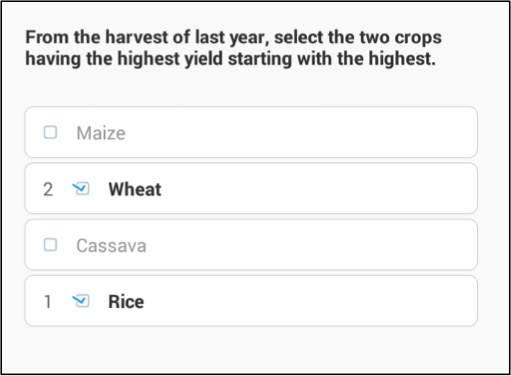 From the harvest of last year, select the two crops
having the highest yield starting with the highest.
Maize
2 Wheat
Cassava
1 Rice